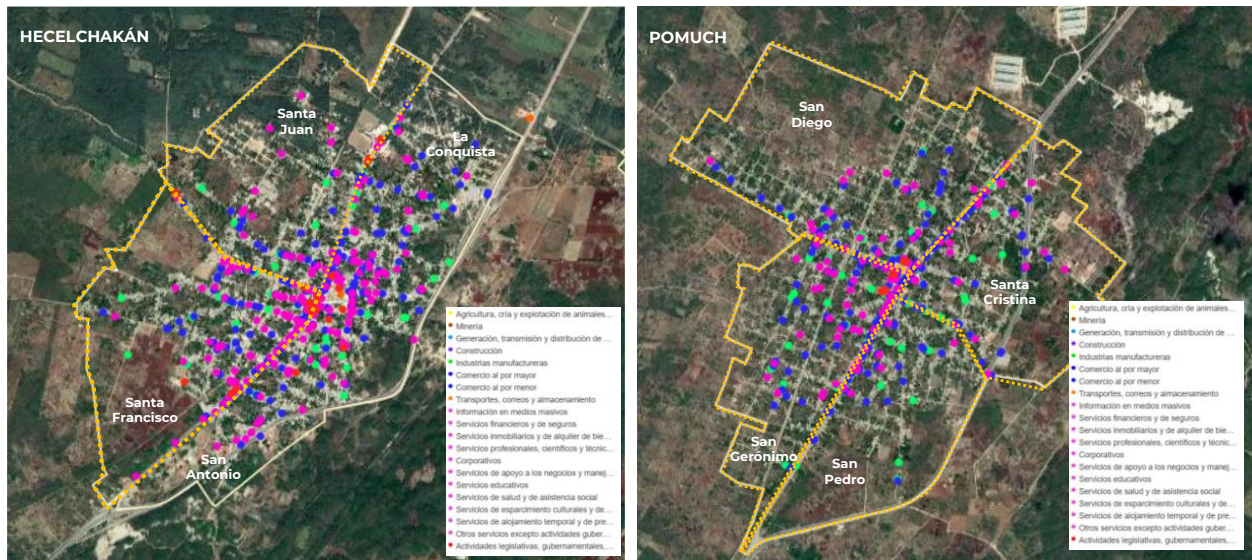 HECELCHAKÁN
Santa
Juan
La
Conquista
Santa
Francisco
San
Antonio
Agricultura, cría y explotación de animales...
Minería
Generación, transmisión y distribución de ...
Construcción
Industrias manufactureras
Comercio al por mayor
Comercio al por menor
Transportes, correos y almacenamiento
Información en medios masivos
Servicios financieros y de seguros
Servicios inmobiliarios y de alquiler de bie...
Servicios profesionales, científicos y técnic...
Corporativos
Servicios de apoyo a los negocios y manej...
Servicios educativos
Servicios de salud y de asistencia social
Servicios de esparcimiento culturales y de...
Servicios de alojamiento temporal y de pre...
Otros servicios excepto actividades guber...
Actividades legislativas, gubernamentales,...
POMUCH
San
Diego
Santa
Cristina
San
Gerónimo
San
Pedro
Agricultura, cría y explotación de animales...
Minería
Generación, transmisión y distribución de ...
Construcción
Industrias manufactureras
Comercio al por mayor
Comercio al por menor
Transportes, correos y almacenamiento
Información en medios masivos
Servicios financieros y de seguros
Servicios inmobiliarios y de alquiler de bie...
Servicios profesionales, científicos y técnic...
Corporativos
Servicios de apoyo a los negocios y manej...
Servicios educativos
Servicios de salud y de asistencia social
Servicios de esparcimiento culturales y de...
Servicios de alojamiento temporal y de pre...
Otros servicios excepto actividades guber...
Actividades legislativas, gubernamentales,...